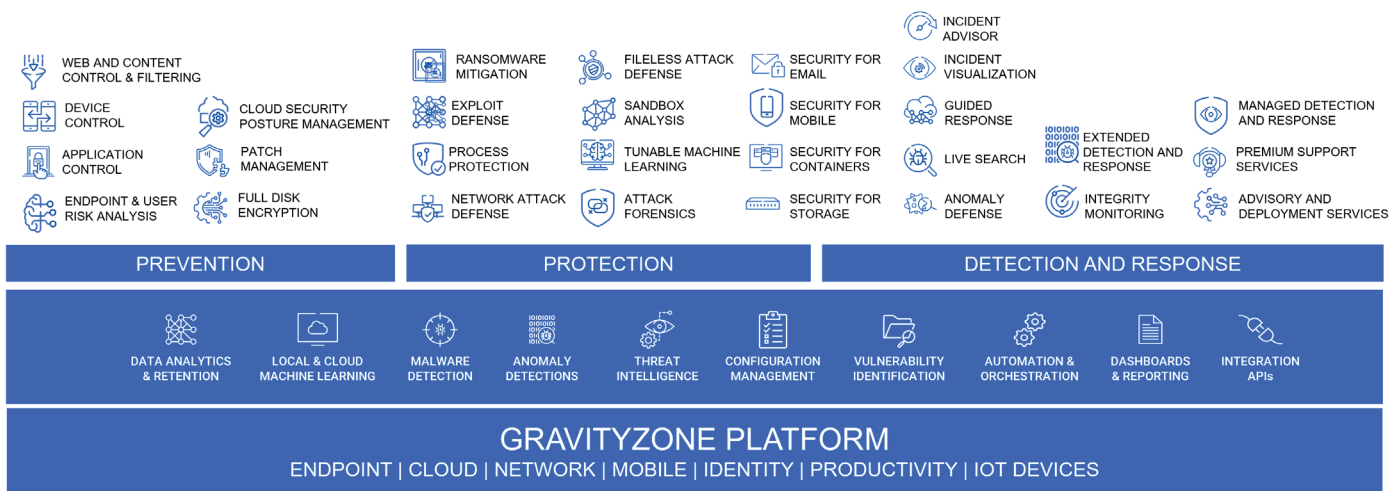 WEB AND CONTENT
CONTROL & FILTERING
DEVICE
CONTROL
APPLICATION
CONTROL
ENDPOINT & USER
RISK ANALYSIS
CLOUD SECURITY
POSTURE MANAGEMENT
PATCH
MANAGEMENT
FULL DISK
ENCRYPTION
RANSOMWARE
MITIGATION
EXPLOIT
DEFENSE
PROCESS
PROTECTION
NETWORK ATTACK
DEFENSE
FILELESS ATTACK
DEFENSE
SANDBOX
ANALYSIS
TUNABLE MACHINE
LEARNING
ATTACK
FORENSICS
SECURITY FOR
EMAIL
SECURITY FOR
MOBILE
SECURITY FOR
CONTAINERS
SECURITY FOR
STORAGE
INCIDENT
ADVISOR
INCIDENT
VISUALIZATION
GUIDED
RESPONSE
LIVE SEARCH
ANOMALY
DEFENSE
EXTENDED
DETECTION AND
RESPONSE
INTEGRITY
MONITORING
MANAGED DETECTION
AND RESPONSE
PREMIUM SUPPORT
SERVICES
ADVISORY AND
DEPLOYMENT SERVICES
PREVENTION
PROTECTION
DETECTION AND RESPONSE
DATA ANALYTICS
& RETENTION
LOCAL & CLOUD
MACHINE LEARNING
MALWARE
DETECTION
ANOMALY
DETECTIONS
THREAT
INTELLIGENCE
CONFIGURATION
MANAGEMENT
VULNERABILITY
IDENTIFICATION
AUTOMATION &
ORCHESTRATION
DASHBOARDS
& REPORTING
INTEGRATION
APIs
GRAVITYZONE PLATFORM
ENDPOINT | CLOUD | NETWORK | MOBILE | IDENTITY | PRODUCTIVITY | IOT DEVICES